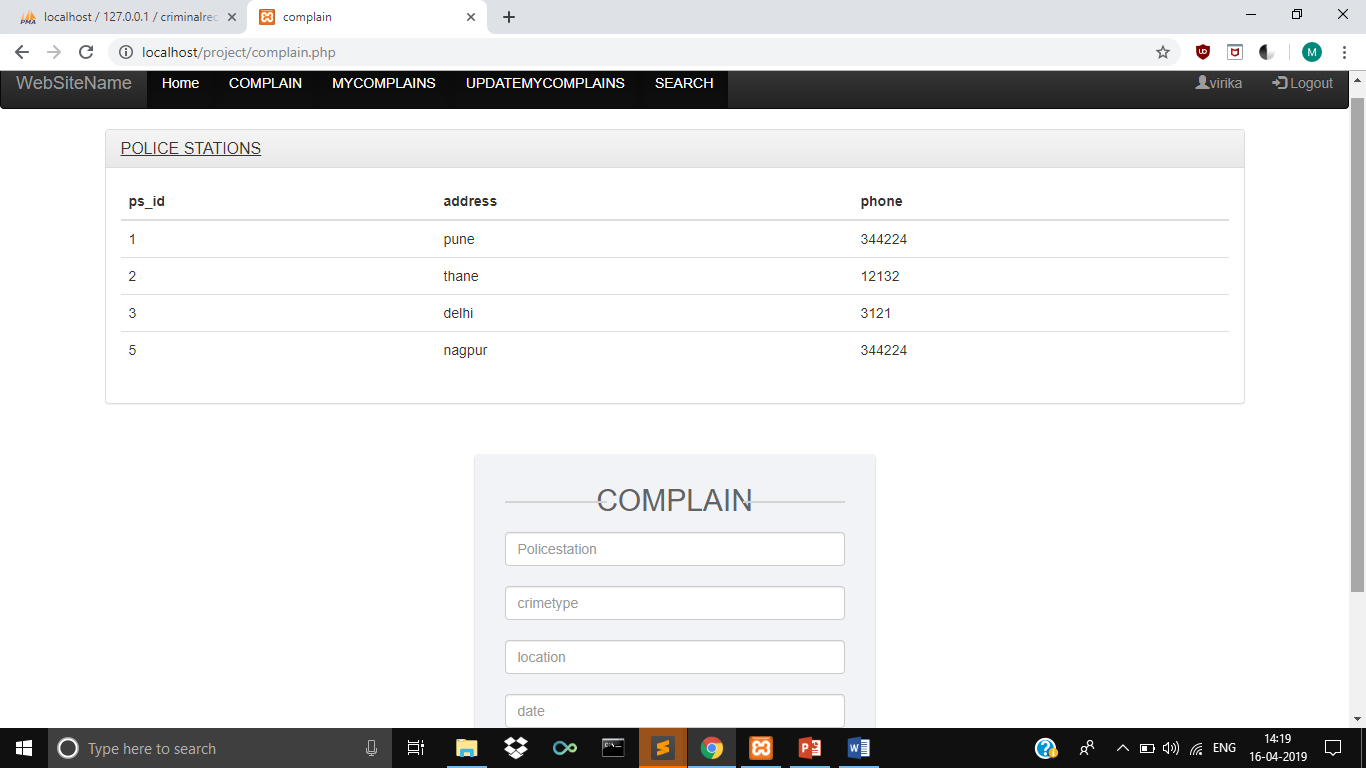 localhost / 127.0.0.1 / criminalrec
complain
localhost/project/complain.php
M
WebSiteName Home COMPLAIN MYCOMPLAINS UPDATEMYCOMPLAINS SEARCH virika Logout
POLICE STATIONS
ps_id address phone
1 pune 344224
2 thane 12132
3 delhi 3121
5 nagpur 344224
COMPLAIN
Policestation
crimetype
location
date
Type here to search
ENG
14:19
16-04-2019